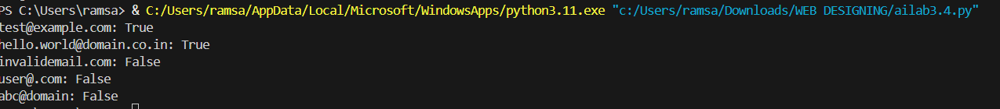 PS C:\Users\ramsa> & C:/Users/ramsa/AppData/Local/Microsoft/WindowsApps/python3.11.exe "c:/Users/ramsa/Downloads/WEB DESIGNING/ailab3.4.py"
test@example.com: True
hello.world@domain.co.in: True
invalidemail.com: False
user@.com: False
abc@domain: False